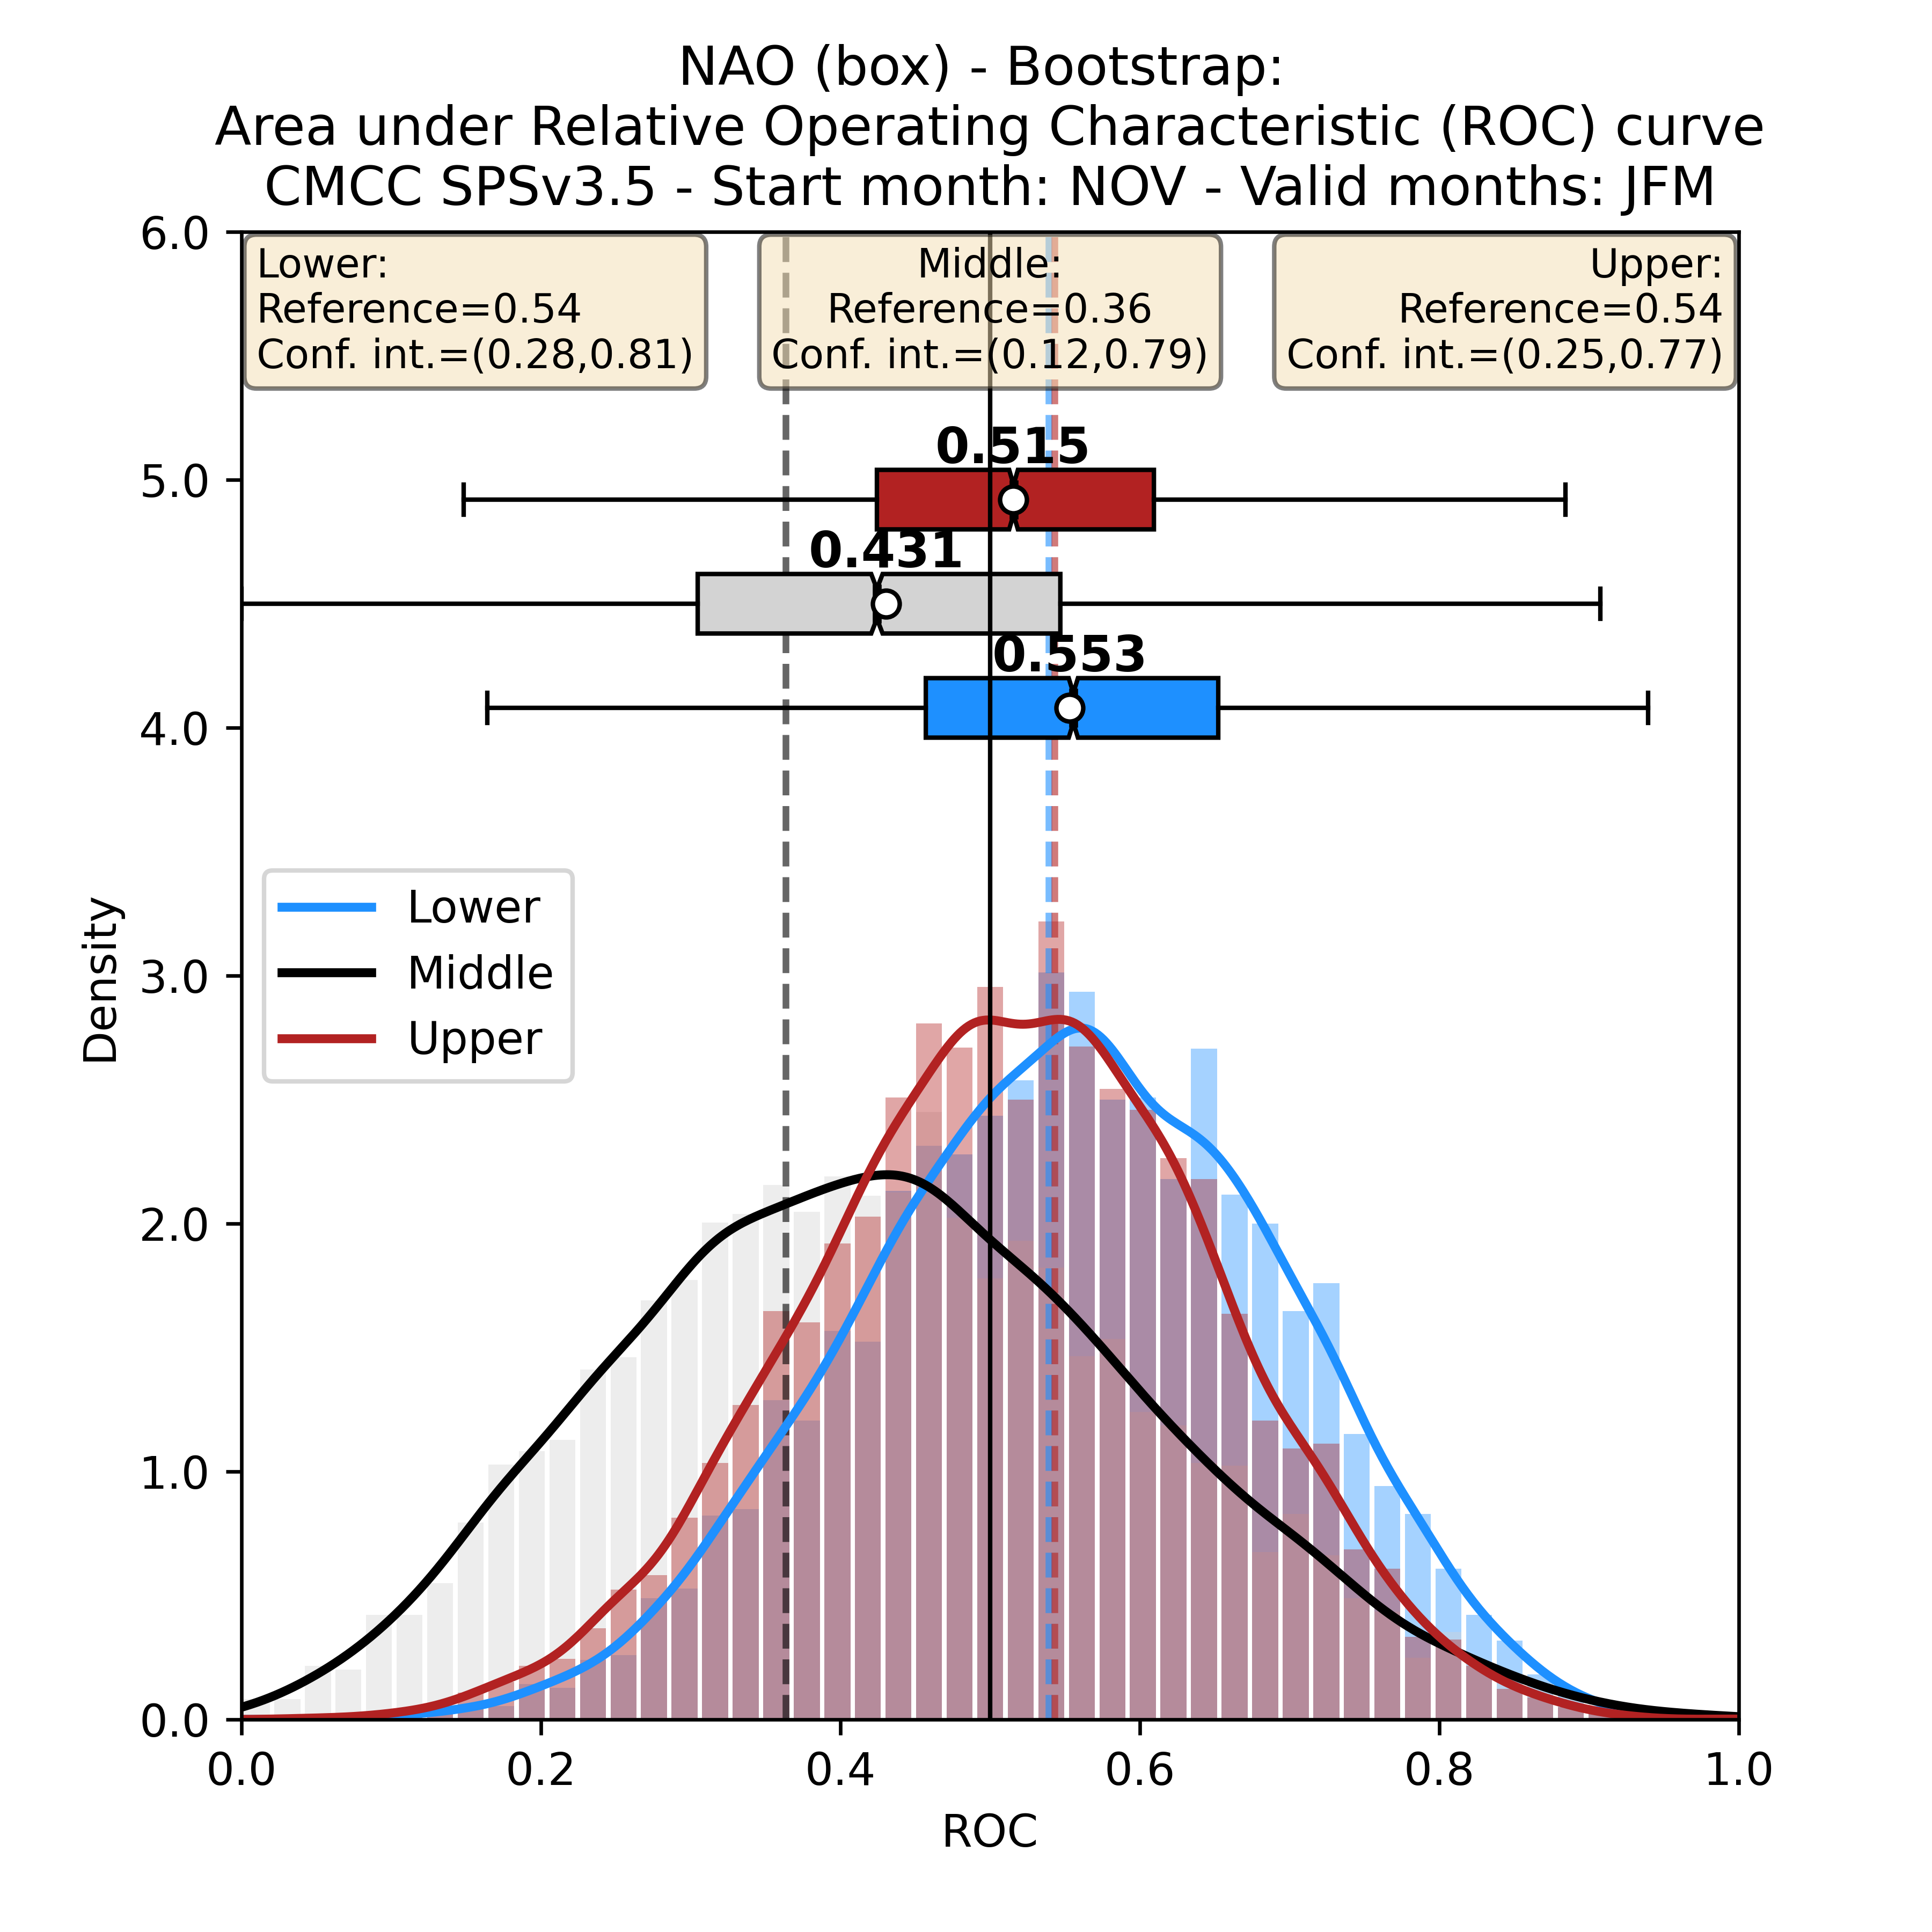 NAO (box) - Bootstrap:
Area under Relative Operating Characteristic (ROC) curve
CMCC SPSv3.5 - Start month: NOV - Valid months: JFM
Lower:
Reference=0.54
Conf. int.=(0.28,0.81)
Middle:
Reference=0.36
Conf. int.=(0.12,0.79)
Upper:
Reference=0.54
Conf. int.=(0.25,0.77)
0.515
0.431
0.553
Lower
Middle
Upper
Density
6.0
5.0
4.0
3.0
2.0
1.0
0.0
0.0 0.2 0.4 0.6 0.8 1.0
ROC